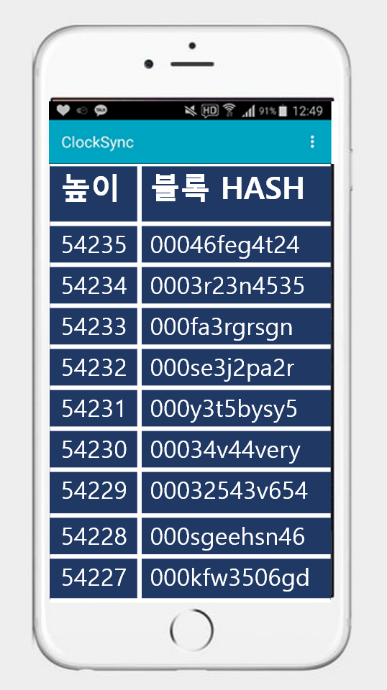 91% 12:49
ClockSync
높이 블록 HASH
54235 00046feg4t24
54234 0003r23n4535
54233 000fa3rgrsgn
54232 000se3j2pa2r
54231 000y3t5bysy5
54230 00034v44very
54229 00032543v654
54228 000sgeehsn46
54227 000kfw3506gd